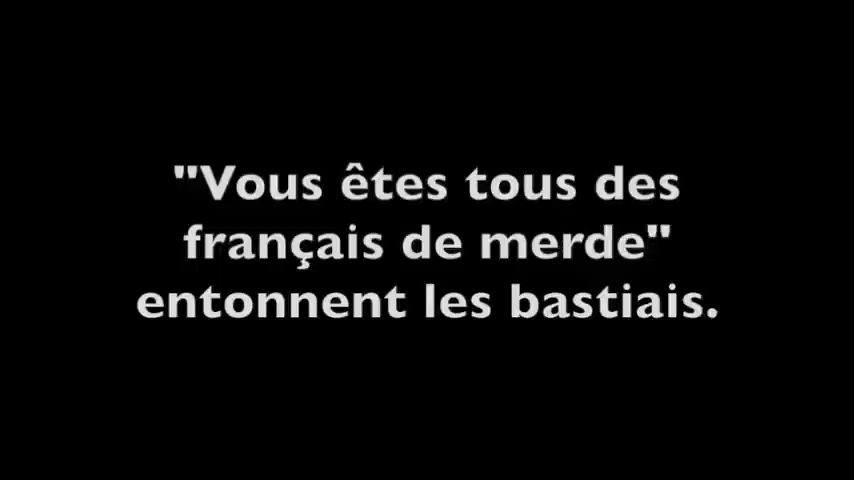 "Vous êtes tous des
français de merde"
entonnent les bastiais.